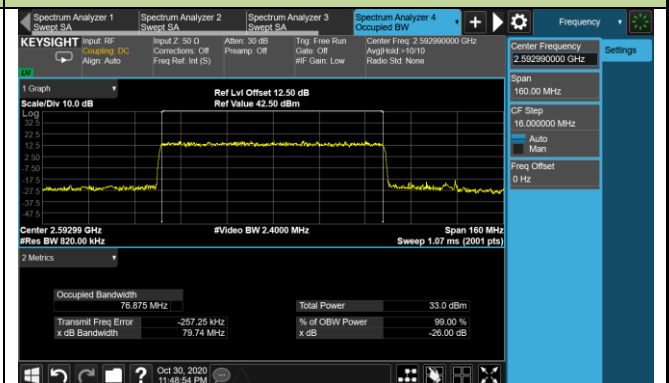 Spectrum Analyzer 1
Swept SA
Spectrum Analyzer 2
Swept SA
Spectrum Analyzer 3
Swept SA
Spectrum Analyzer 4
Occupied BW
Frequency
KEYSIGHT
Input: RF
Coupling: DC
Align: Auto
Input Z: 50 Ω
Corrections: Off
Freq Ref: Int (S)
Atten: 30 dB
Preamp: Off
Trig: Free Run
Gate: Off
#IF Gain: Low
Center Freq: 2.592990000 GHz
Avg|Hold:>10/10
Radio Std: None
Center Frequency
2.592990000 GHz
Settings
Span
160.00 MHz
CF Step
16.000000 MHz
Auto
Man
Freq Offset
0 Hz
1 Graph
Scale/Div 10.0 dB
Ref Lvl Offset 12.50 dB
Ref Value 42.50 dBm
Log
32.5
22.5
12.5
2.50
-7.50
-17.5
-27.5
-37.5
-47.5
Center 2.59299 GHz
#Res BW 820.00 kHz
#Video BW 2.4000 MHz
Span 160 MHz
Sweep 1.07 ms (2001 pts)
2 Metrics
Occupied Bandwidth
76.875 MHz
Total Power 33.0 dBm
Transmit Freq Error -257.25 kHz
% of OBW Power 99.00 %
x dB Bandwidth 79.74 MHz
x dB -26.00 dB
?
Oct 30, 2020
11:48:54 PM